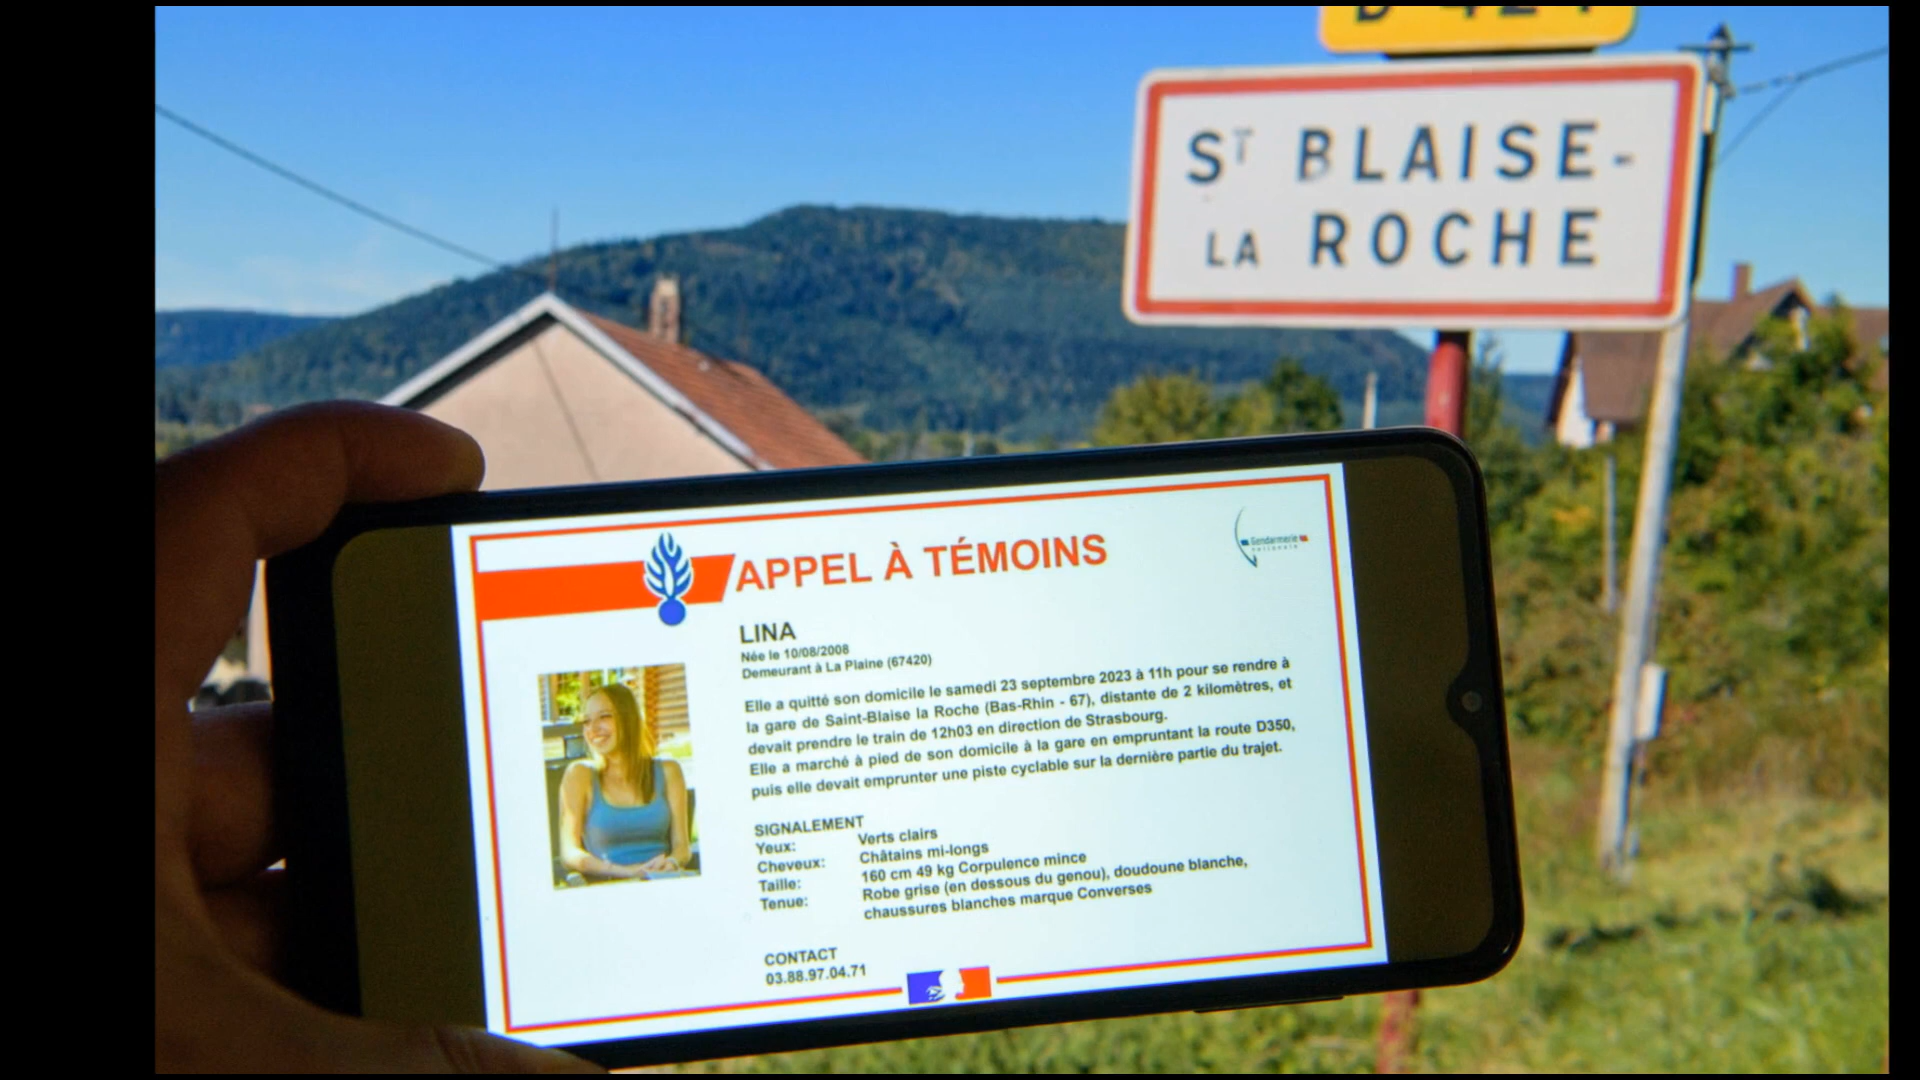 ST BLAISE-
LA ROCHE
APPEL À TÉMOINS
Gendarmerie
nationale
LINA
Née le 10/08/2008
Demeurant à La Plaine (67420)
Elle a quitté son domicile le samedi 23 septembre 2023 à 11h pour se rendre à
la gare de Saint-Blaise la Roche (Bas-Rhin - 67), distante de 2 kilomètres, et
devait prendre le train de 12h03 en direction de Strasbourg.
Elle a marché à pied de son domicile à la gare en empruntant la route D350,
puis elle devait emprunter une piste cyclable sur la dernière partie du trajet.
SIGNALEMENT
Yeux: Verts clairs
Cheveux: Châtains mi-longs
Taille: 160 cm 49 kg Corpulence mince
Tenue: Robe grise (en dessous du genou), doudoune blanche,
chaussures blanches marque Converses
CONTACT
03.88.97.04.71